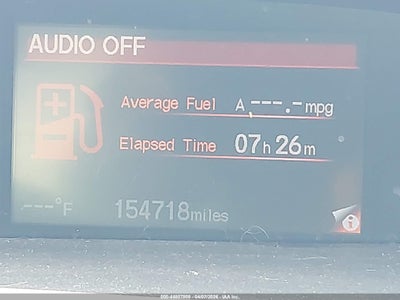 AUDIO OFF
Average Fuel A ---.- mpg
Elapsed Time 07h 26m
---°F 154718miles